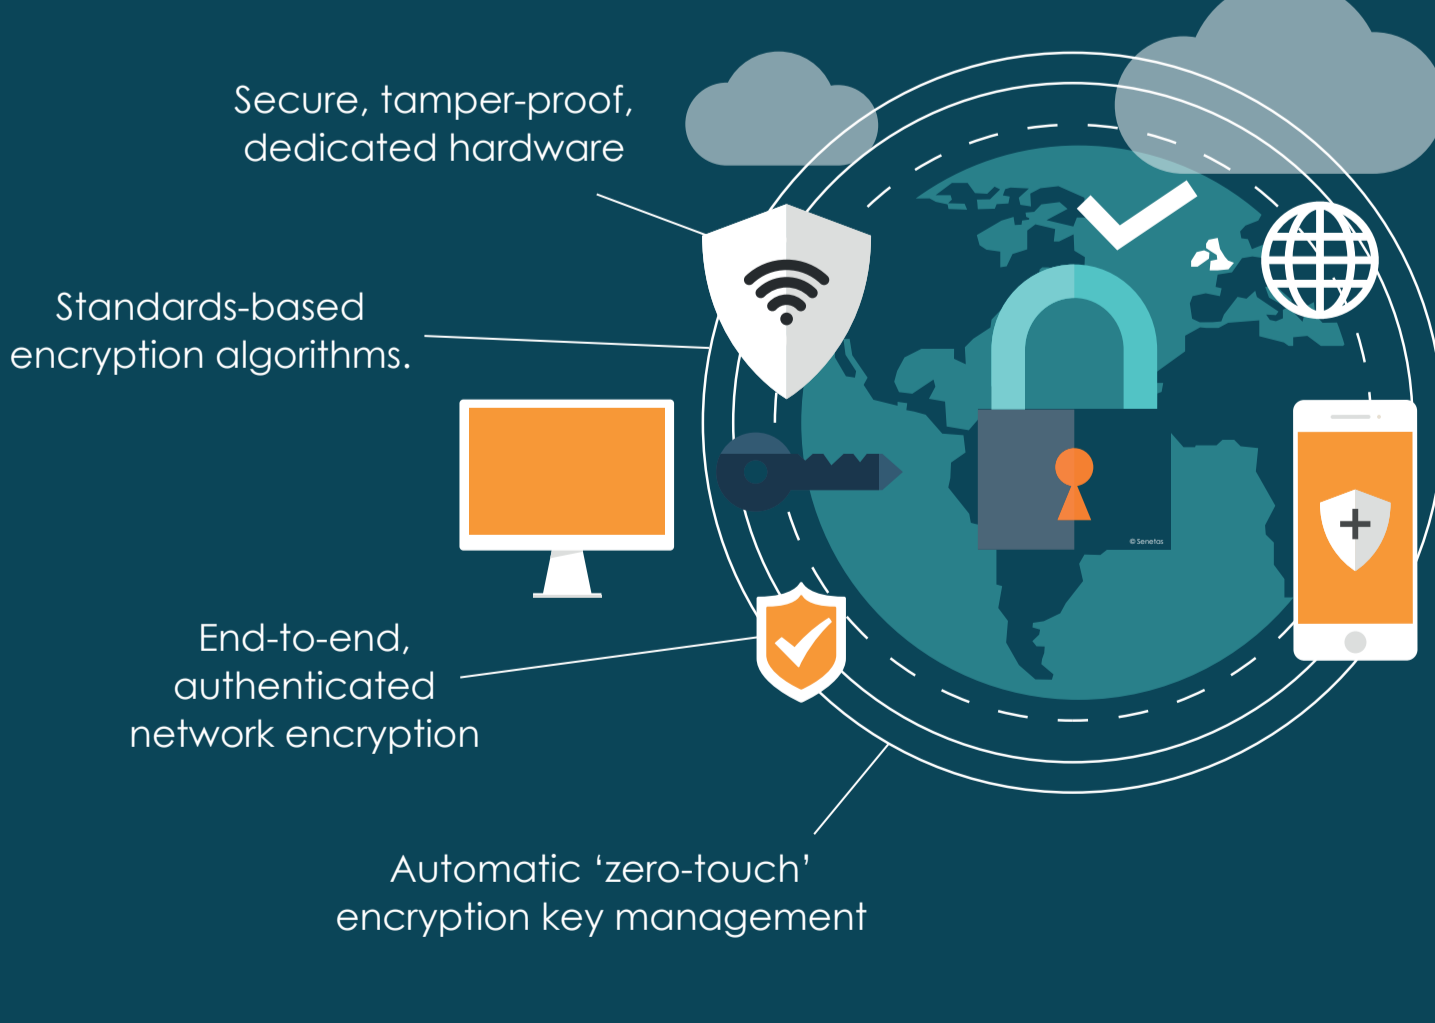 Secure, tamper-proof,
dedicated hardware
Standards-based
encryption algorithms.
© Senetas
End-to-end,
authenticated
network encryption
Automatic ‘zero-touch’
encryption key management